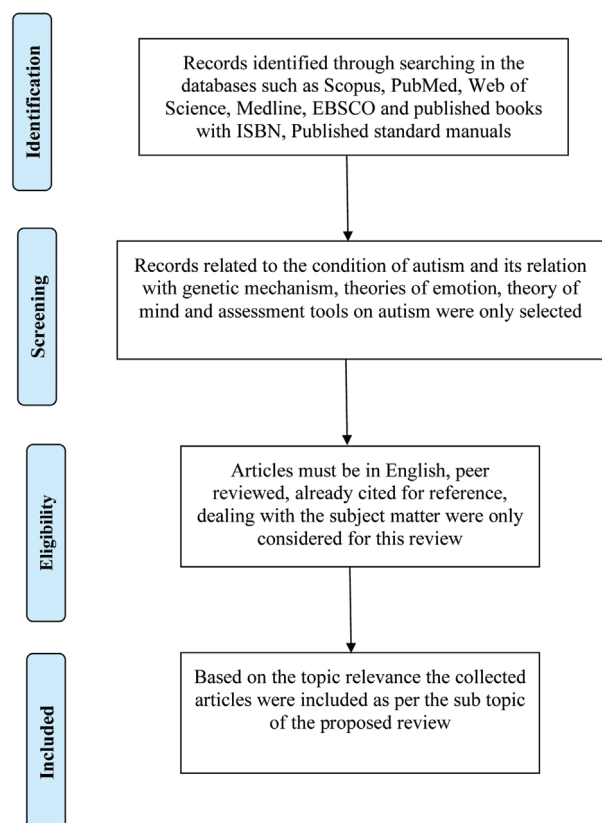 Identification
Records identified through searching in the
databases such as Scopus, PubMed, Web of
Science, Medline, EBSCO and published books
with ISBN, Published standard manuals
Screening
Records related to the condition of autism and its relation
with genetic mechanism, theories of emotion, theory of
mind and assessment tools on autism were only selected
Eligibility
Articles must be in English, peer
reviewed, already cited for reference,
dealing with the subject matter were only
considered for this review
Included
Based on the topic relevance the collected
articles were included as per the sub topic
of the proposed review